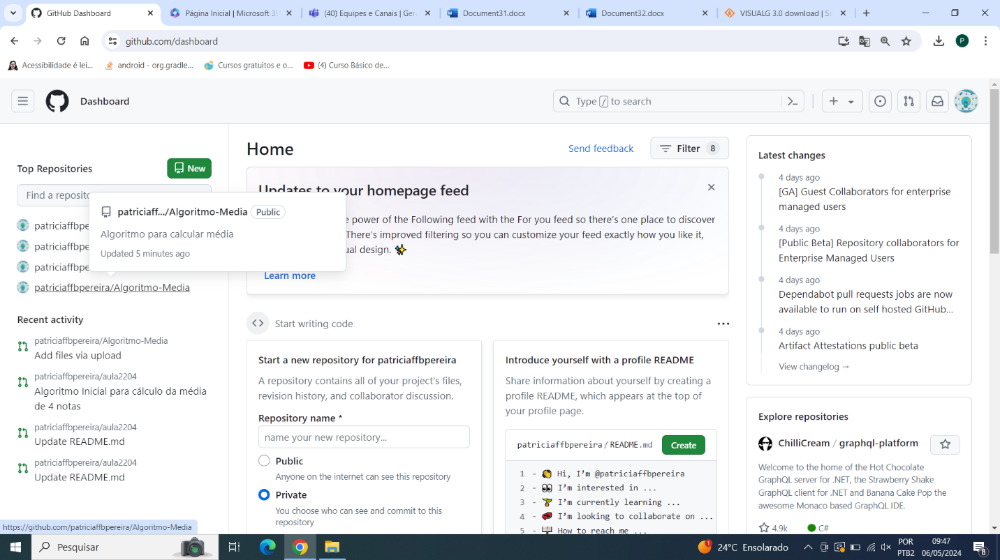 GitHub Dashboard
Página Inicial | Microsoft 36
(40) Equipes e Canais | Ger
Document31.docx
Document32.docx
VISUALG 3.0 download | So
github.com/dashboard
P
Acessibilidade é lei...
android - org.gradle...
Cursos gratuitos e o...
(4) Curso Básico de...
Dashboard
Type / to search
Top Repositories
New
Find a reposito
patriciaffbpe
patriciaffbpe
patriciaffbpe
patriciaffbpereira/Algoritmo-Media
patriciaff.../Algoritmo-Media Public
Algoritmo para calcular média
Updated 5 minutes ago
Recent activity
patriciaffbpereira/Algoritmo-Media
Add files via upload
patriciaffbpereira/aula2204
Algoritmo Inicial para cálculo da média
de 4 notas
patriciaffbpereira/aula2204
Update README.md
patriciaffbpereira/aula2204
Update README.md
Home
Send feedback
Filter 8
Updates to your homepage feed
e power of the Following feed with the For you feed so there's one place to discover
There's improved filtering so you can customize your feed exactly how you like it,
ual design.
Learn more
Start writing code
Start a new repository for patriciaffbpereira
A repository contains all of your project's files,
revision history, and collaborator discussion.
Repository name *
name your new repository...
Public
Anyone on the internet can see this repository
Private
You choose who can see and commit to this
repository
Introduce yourself with a profile README
Share information about yourself by creating a
profile README, which appears at the top of
your profile page.
patriciaffbpereira / README.md
Create
1 - 👋 Hi, I'm @patriciaffbpereira
2 - 👀 I'm interested in ...
3 - 🌱 I'm currently learning ...
4 - 💞️ I'm looking to collaborate on ...
5 - 📫 How to reach me ...
Latest changes
4 days ago
[GA] Guest Collaborators for enterprise
managed users
4 days ago
[Public Beta] Repository collaborators for
Enterprise Managed Users
4 days ago
Dependabot pull requests jobs are now
available to run on self hosted GitHub...
4 days ago
Artifact Attestations public beta
View changelog →
Explore repositories
ChilliCream / graphql-platform
Welcome to the home of the Hot Chocolate
GraphQL server for .NET, the Strawberry Shake
GraphQL client for .NET and Banana Cake Pop the
awesome Monaco based GraphQL IDE.
4.9k C#
https://github.com/patriciaffbpereira/Algoritmo-Media
Pesquisar
1
24°C Ensolarado
POR
PTB2
09:47
06/05/2024
8